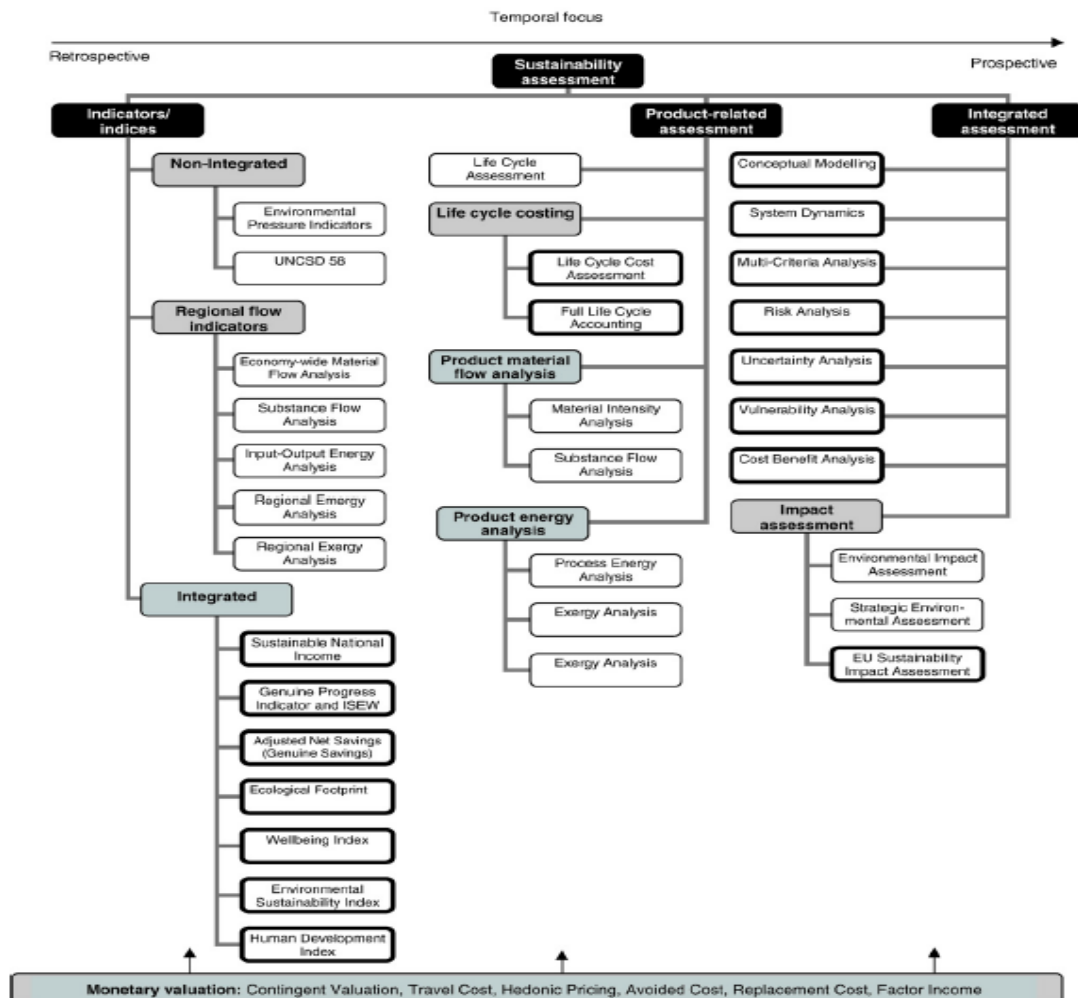 Temporal focus
Retrospective
Prospective
Sustainability
assessment
Indicators/
indices
Product-related
assessment
Integrated
assessment
Non-Integrated
Environmental
Pressure Indicators
UNCSD 58
Regional flow
indicators
Economy-wide Material
Flow Analysis
Substance Flow
Analysis
Input-Output Energy
Analysis
Regional Emergy
Analysis
Regional Exergy
Analysis
Integrated
Sustainable National
Income
Genuine Progress
Indicator and ISEW
Adjusted Net Savings
(Genuine Savings)
Ecological Footprint
Wellbeing Index
Environmental
Sustainability Index
Human Development
Index
Life Cycle
Assessment
Life cycle costing
Life Cycle Cost
Assessment
Full Life Cycle
Accounting
Product material
flow analysis
Material Intensity
Analysis
Substance Flow
Analysis
Product energy
analysis
Process Energy
Analysis
Exergy Analysis
Exergy Analysis
Conceptual Modelling
System Dynamics
Multi-Criteria Analysis
Risk Analysis
Uncertainty Analysis
Vulnerability Analysis
Cost Benefit Analysis
Impact
assessment
Environmental Impact
Assessment
Strategic Environ-
mental Assessment
EU Sustainability
Impact Assessment
Monetary valuation: Contingent Valuation, Travel Cost, Hedonic Pricing, Avoided Cost, Replacement Cost, Factor Income